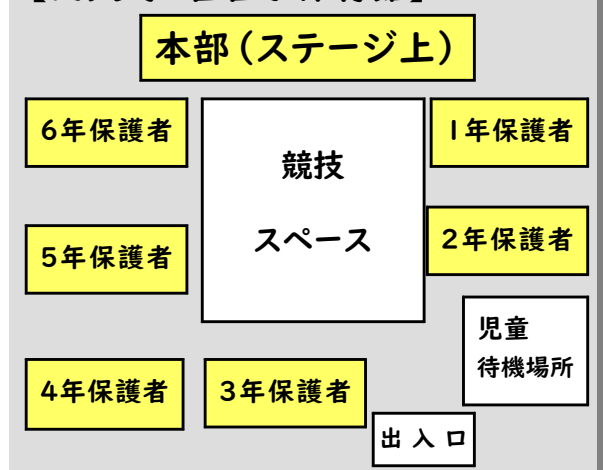 本部(ステージ上)
6年保護者
1年保護者
競技
スペース
5年保護者
2年保護者
児童
待機場所
4年保護者
3年保護者
出入口